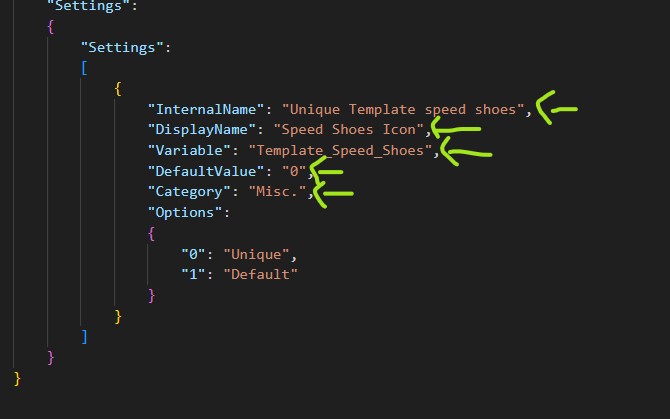 "Settings":
{
"Settings":
[
{
"InternalName": "Unique Template speed shoes",
"DisplayName": "Speed Shoes Icon",
"Variable": "Template_Speed_Shoes",
"DefaultValue": "0",
"Category": "Misc.",
"Options":
{
"0": "Unique",
"1": "Default"
}
}
]
}
}